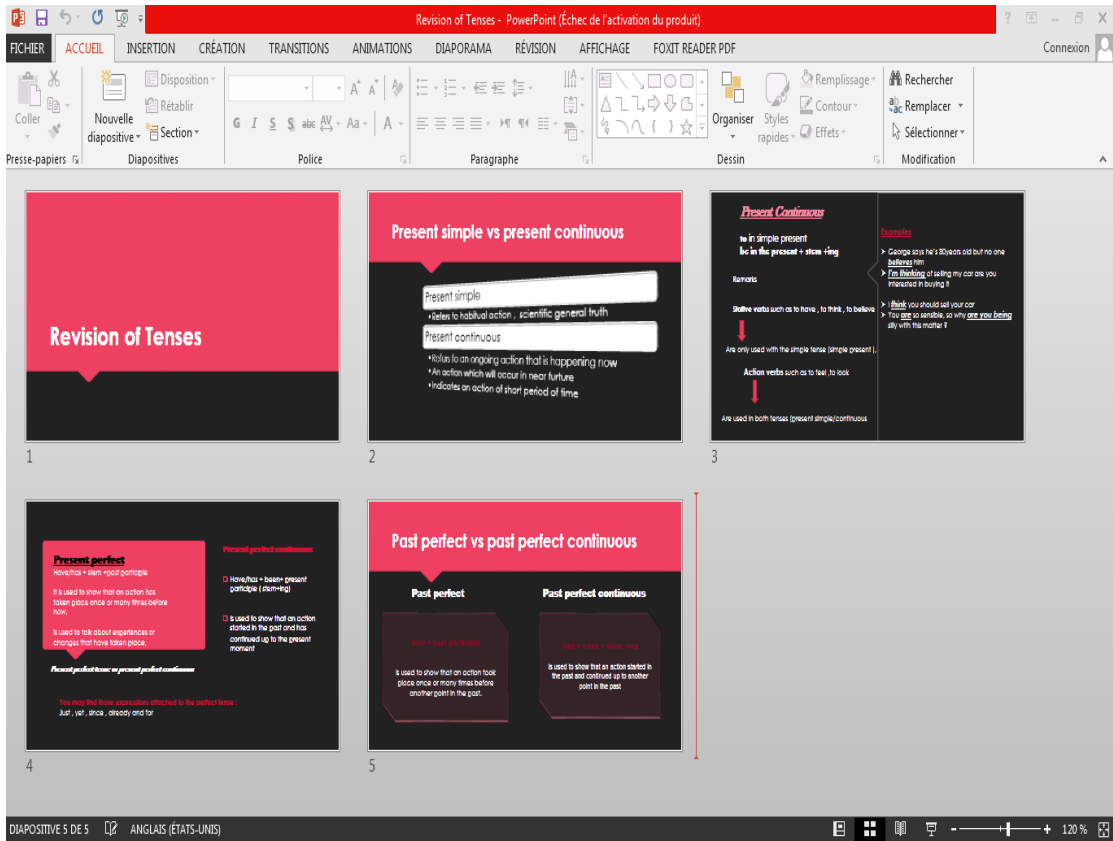 Revision of Tenses - PowerPoint (Échec de l'activation du produit)
FICHIER ACCUEIL INSERTION CRÉATION TRANSITIONS ANIMATIONS DIAPORAMA RÉVISION AFFICHAGE FOXIT READER PDF Connexion
Coller
Nouvelle
diapositive
Disposition
Rétablir
Section
G I S S abc AV Aa A
Organiser
Styles
rapides
Remplissage
Contour
Effets
Rechercher
Remplacer
Sélectionner
Presse-papiers Diapositives Police Paragraphe Dessin Modification
Revision of Tenses
1
Present simple vs present continuous
Present simple
•Refers to habitual action , scientific general truth
Present continuous
•Refers to an ongoing action that is happening now
•An action which will occur in near furture
•Indicates an action of short period of time
2
Present Continuous
to in simple present
be in the present + stem +ing
Remarks
Stative verbs such as to have , to think , to believe
Are only used with the simple tense (simple present ).
Action verbs such as to feel ,to look
Are used in both tenses (present simple/continuous
Examples
George says he's 80years old but no one
believes him
I'm thinking of selling my car are you
interested in buying it
I think you should sell your car
You are so sensible, so why are you being
silly with this matter ?
3
Present perfect
Have/has + stem +past participle
It is used to show that an action has
taken place once or many times before
now.
Is used to talk about experiences or
changes that have taken place.
Present perfect tense vs present perfect continuous
Present perfect continuous
Have/has + been+ present
participle ( stem+ing)
Is used to show that an action
started in the past and has
continued up to the present
moment
You may find those expressions attached to the perfect tense :
Just , yet , since , already and for
4
Past perfect vs past perfect continuous
Past perfect
Had + past participle
Is used to show that an action took
place once or many times before
another point in the past.
Past perfect continuous
Is used to show that an action started in
the past and continued up to another
point in the past
5
DIAPOSITIVE 5 DE 5 ANGLAIS (ÉTATS-UNIS) 120 %